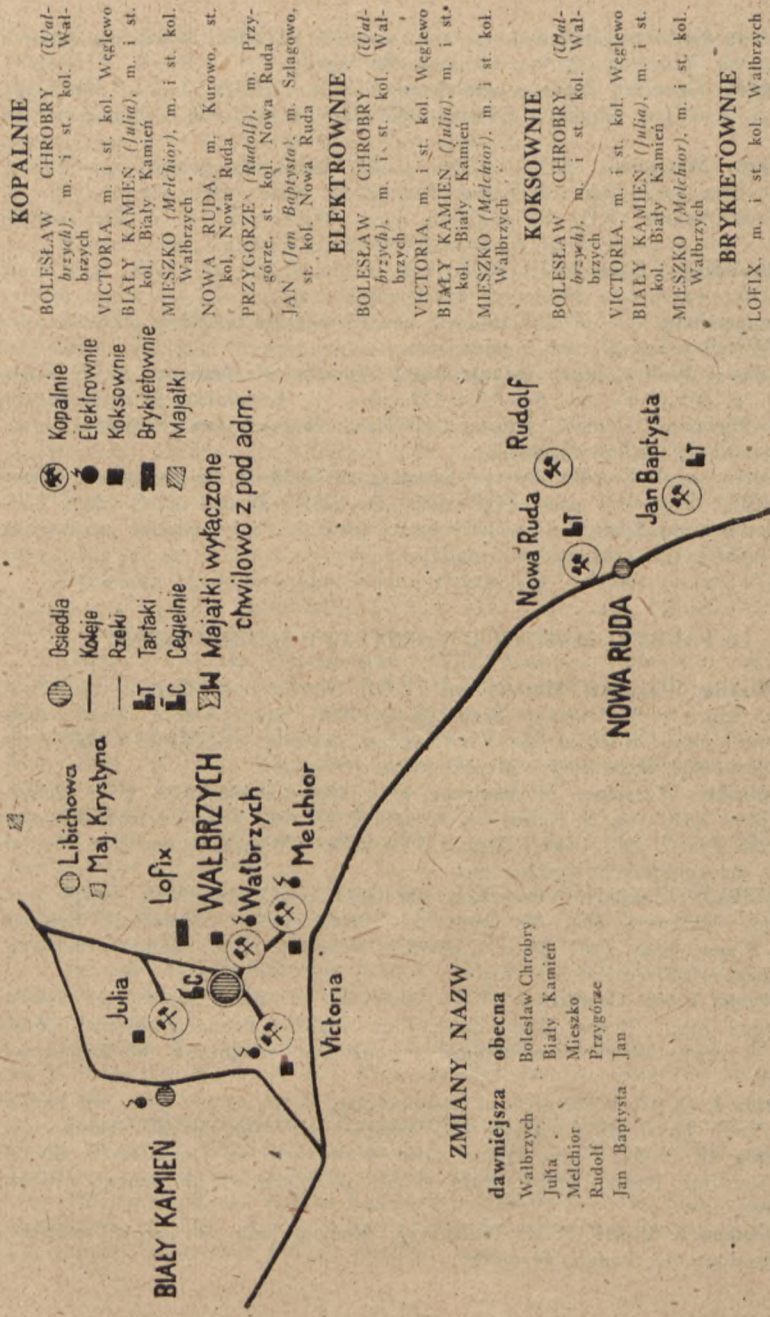 BIAŁY KAMIEŃ
Julia
Victoria
Lofix
WAŁBRZYCH
Wałbrzych
Melchior
Libichowa
Maj. Krystyna
C
Nowa Ruda
Rudolf
T
NOWA RUDA
Jan Baptysta
T
Osiedla
Koleje
Rzeki
T Tartaki
C Cegielnie
W Majątki wyłączone
chwilowo z pod adm.
Kopalnie
Elektrownie
Koksownie
Brykietownie
Majątki
ZMIANY NAZW
dawniejsza obecna
Wałbrzych Bolesław Chrobry
Julia Biały Kamień
Melchior Mieszko
Rudolf Przygórze
Jan Baptysta Jan
KOPALNIE
BOLESŁAW CHROBRY (Wał-
brzych), m. i st. kol. Wał-
brzych
VICTORIA, m. i st. kol. Węglewo
BIAŁY KAMIEŃ (Julia), m. i st.
kol. Biały Kamień
MIESZKO (Melchior), m. i st. kol.
Wałbrzych
NOWA RUDA, m. Kurowo, st.
kol, Nowa Ruda
PRZYGÓRZE (Rudolf), m. Przy-
górze, st. kol. Nowa Ruda
JAN (Jan Baptysta), m. Szlagowo,
st. kol. Nowa Ruda
ELEKTROWNIE
BOLESŁAW CHROBRY (Wał-
brzych), m. i st. kol. Wał-
brzych
VICTORIA, m. i st. kol. Węglewo
BIAŁY KAMIEŃ (Julia), m. i st.
kol. Biały Kamień
MIESZKO (Melchior), m. i st. kol.
Wałbrzych
KOKSOWNIE
BOLESŁAW CHROBRY (Wał-
brzych), m. i st. kol. Wał-
brzych
VICTORIA, m. i st. kol. Węglewo
BIAŁY KAMIEŃ (Julia), m. i st.
kol. Biały Kamień
MIESZKO (Melchior), m. i st. kol.
Wałbrzych
BRYKIETOWNIE
LOFIX, m. i st. kol. Wałbrzych